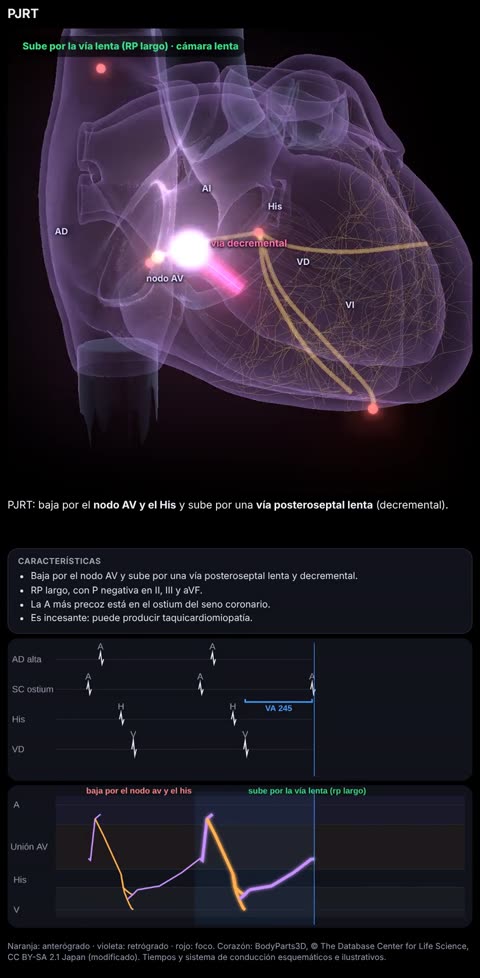 PJRT
Sube por la vía lenta (RP largo) · cámara lenta
AI
His
AD
vía decremental
VD
nodo AV
VI
PJRT: baja por el nodo AV y el His y sube por una vía posteroseptal lenta (decremental).
CARACTERÍSTICAS
• Baja por el nodo AV y sube por una vía posteroseptal lenta y decremental.
• RP largo, con P negativa en II, III y aVF.
• La A más precoz está en el ostium del seno coronario.
• Es incesante: puede producir taquicardiomiopatía.
A A
AD alta
A A A
SC ostium
VA 245
H H
His
V V
VD
baja por el nodo av y el his sube por la vía lenta (rp largo)
A
Unión AV
His
V
Naranja: anterógrado · violeta: retrógrado · rojo: foco. Corazón: BodyParts3D, © The Database Center for Life Science,
CC BY-SA 2.1 Japan (modificado). Tiempos y sistema de conducción esquemáticos e ilustrativos.